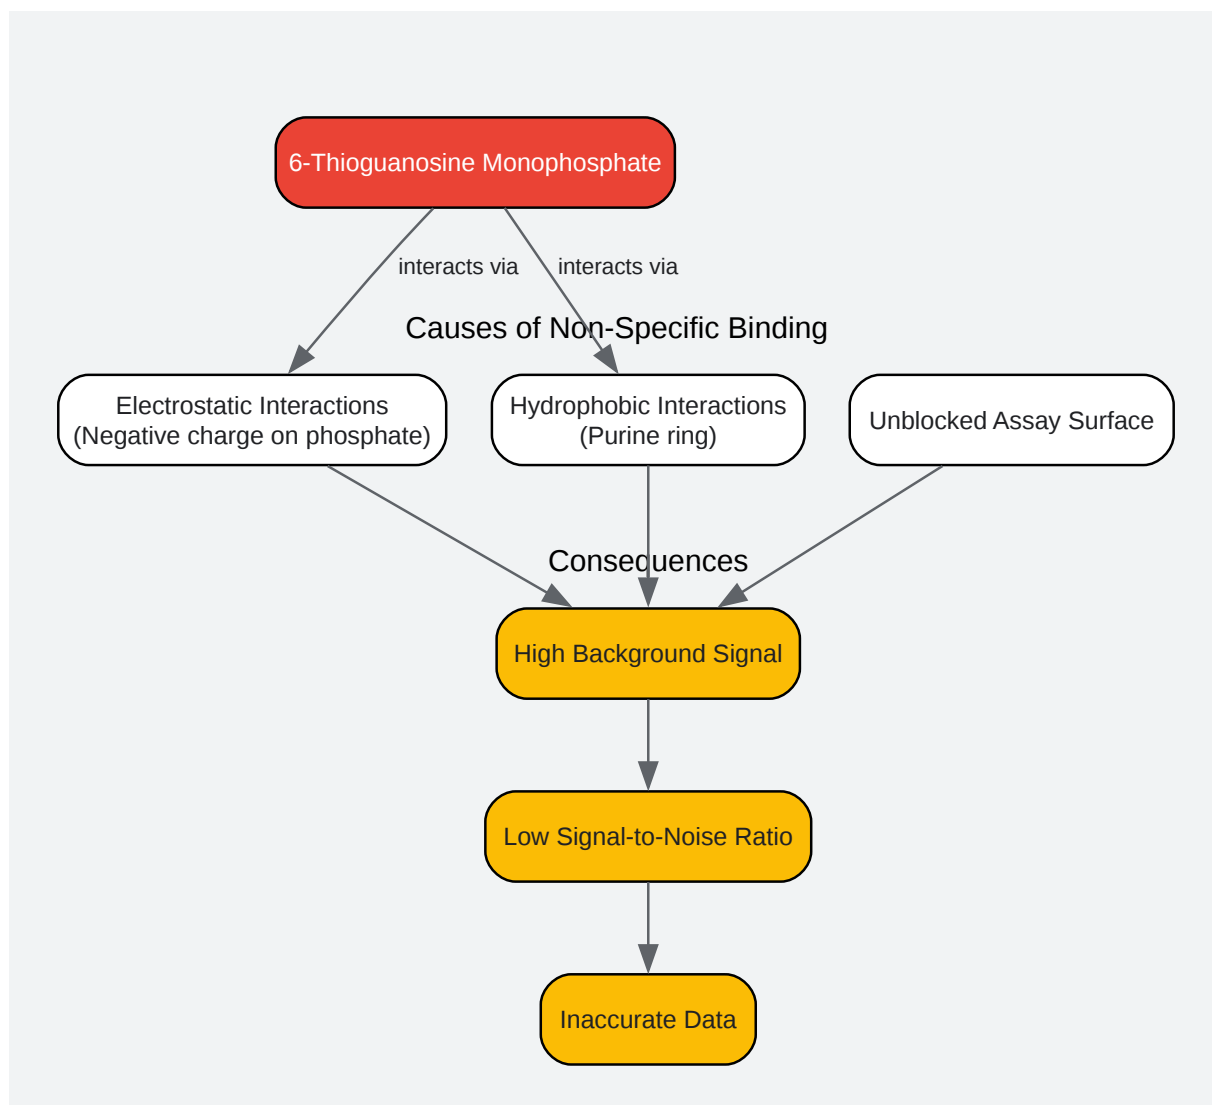 6-Thioguanosine Monophosphate
interacts via
interacts via
Causes of Non-Specific Binding
Electrostatic Interactions
(Negative charge on phosphate)
Hydrophobic Interactions
(Purine ring)
Unblocked Assay Surface
Consequences
High Background Signal
Low Signal-to-Noise Ratio
Inaccurate Data